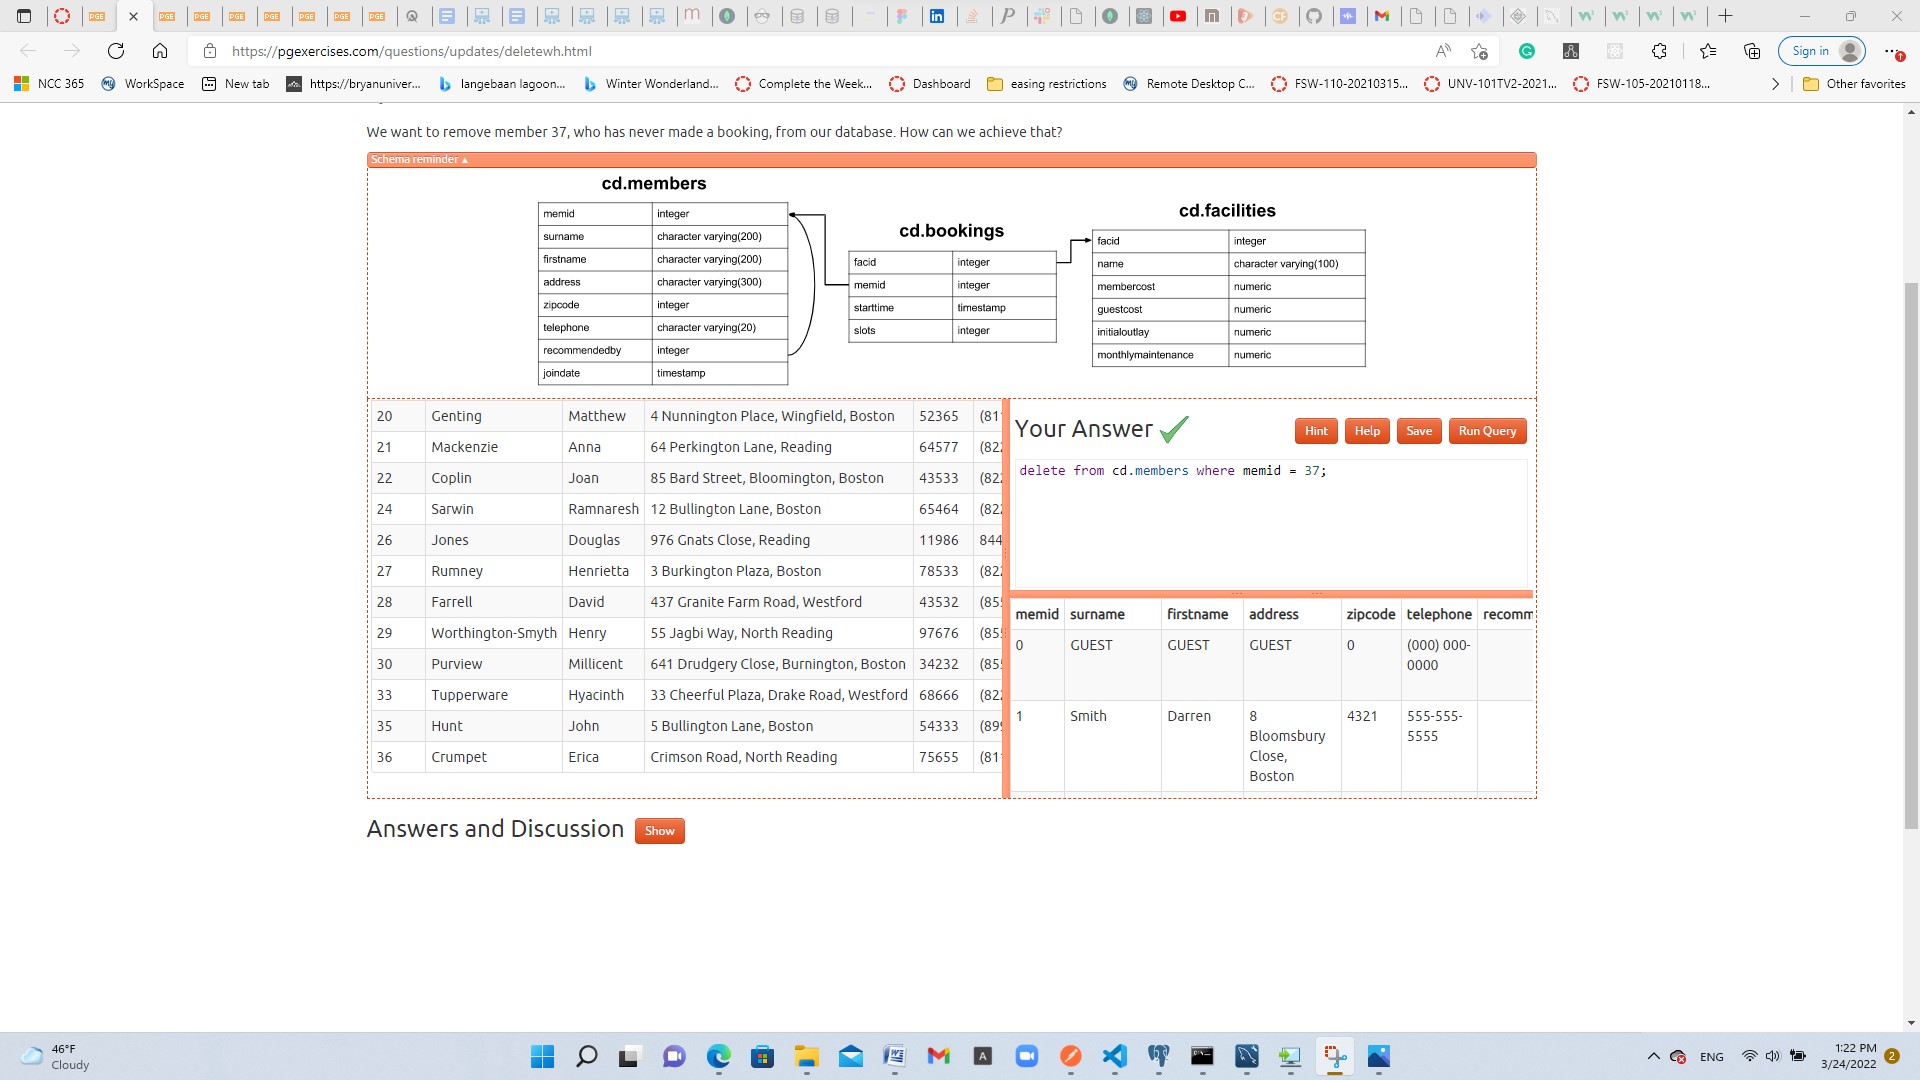 https://pgexercises.com/questions/updates/deletewh.html
Sign in
NCC 365 WorkSpace New tab https://bryanuniver... langebaan lagoon... Winter Wonderland... Complete the Week... Dashboard easing restrictions Remote Desktop C... FSW-110-20210315... UNV-101TV2-2021... FSW-105-20210118... Other favorites
We want to remove member 37, who has never made a booking, from our database. How can we achieve that?
Schema reminder ▲
cd.members
memid integer
surname character varying(200)
firstname character varying(200)
address character varying(300)
zipcode integer
telephone character varying(20)
recommendedby integer
joindate timestamp
cd.bookings
facid integer
memid integer
starttime timestamp
slots integer
cd.facilities
facid integer
name character varying(100)
membercost numeric
guestcost numeric
initialoutlay numeric
monthlymaintenance numeric
20 Genting Matthew 4 Nunnington Place, Wingfield, Boston 52365 (811
21 Mackenzie Anna 64 Perkington Lane, Reading 64577 (822
22 Coplin Joan 85 Bard Street, Bloomington, Boston 43533 (822
24 Sarwin Ramnaresh 12 Bullington Lane, Boston 65464 (822
26 Jones Douglas 976 Gnats Close, Reading 11986 844
27 Rumney Henrietta 3 Burkington Plaza, Boston 78533 (822
28 Farrell David 437 Granite Farm Road, Westford 43532 (855
29 Worthington-Smyth Henry 55 Jagbi Way, North Reading 97676 (855
30 Purview Millicent 641 Drudgery Close, Burnington, Boston 34232 (855
33 Tupperware Hyacinth 33 Cheerful Plaza, Drake Road, Westford 68666 (822
35 Hunt John 5 Bullington Lane, Boston 54333 (899
36 Crumpet Erica Crimson Road, North Reading 75655 (811
Your Answer
Hint Help Save Run Query
delete from cd.members where memid = 37;
memid surname firstname address zipcode telephone recomm
0 GUEST GUEST GUEST 0 (000) 000-
0000
1 Smith Darren 8 4321 555-555-
Bloomsbury 5555
Close,
Boston
Answers and Discussion Show
46°F
Cloudy
ENG
1:22 PM
3/24/2022
2